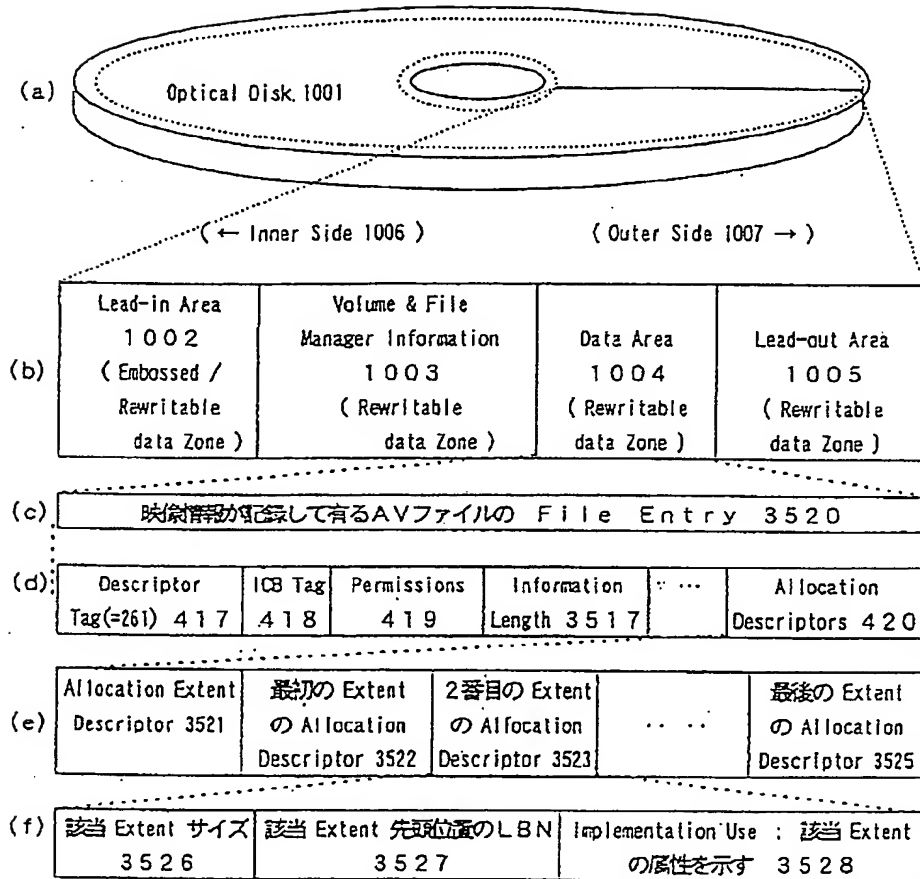 (a)
Optical Disk 1001
( ← Inner Side 1006 )
( Outer Side 1007 → )
(b)
Lead-in Area
1002
( Embossed /
Rewritable
data Zone )
Volume & File
Manager Information
1003
( Rewritable
data Zone )
Data Area
1004
( Rewritable
data Zone )
Lead-out Area
1005
( Rewritable
data Zone )
(c)
映像情報が記録して有るAVファイルの File Entry 3520
(d)
Descriptor
Tag(=261) 417
ICB Tag
418
Permissions
419
Information
Length 3517
...
Allocation
Descriptors 420
(e)
Allocation Extent
Descriptor 3521
最初の Extent
の Allocation
Descriptor 3522
2番目の Extent
の Allocation
Descriptor 3523
.. ..
最後の Extent
の Allocation
Descriptor 3525
(f)
該当 Extent サイズ
3526
該当 Extent 先頭位置のLBN
3527
Implementation Use : 該当 Extent
の属性を示す 3528